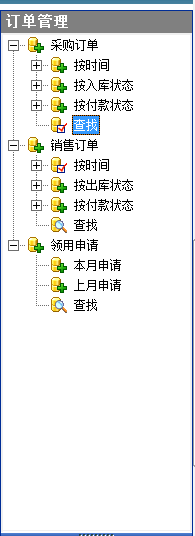 订单管理
采购订单
按时间
按入库状态
按付款状态
查找
销售订单
按时间
按出库状态
按付款状态
查找
领用申请
本月申请
上月申请
查找